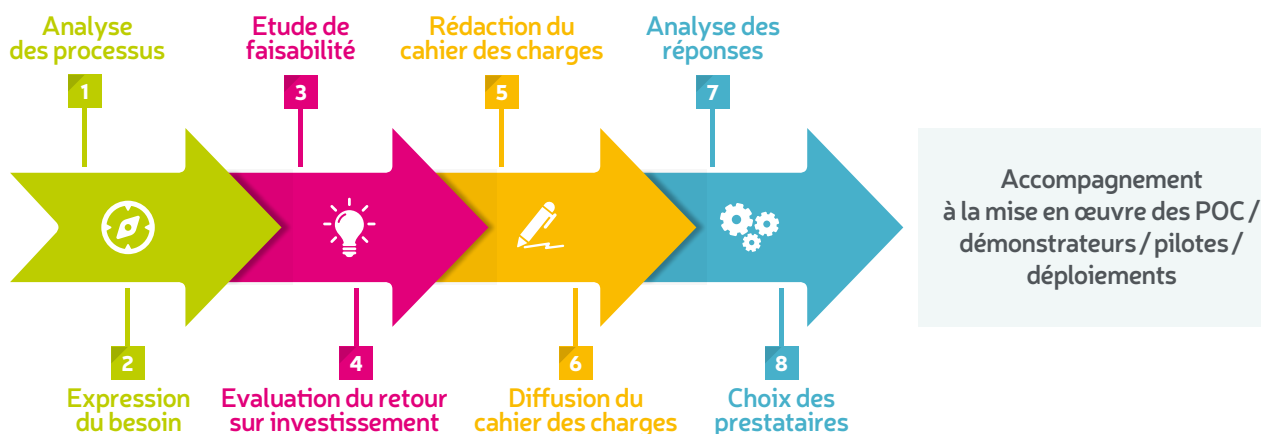 Analyse
des processus
1
2
Expression
du besoin
Etude de
faisabilité
3
4
Evaluation du retour
sur investissement
Rédaction du
cahier des charges
5
6
Diffusion du
cahier des charges
Analyse des
réponses
7
8
Choix des
prestataires
Accompagnement
à la mise en œuvre des POC /
démonstrateurs / pilotes /
déploiements